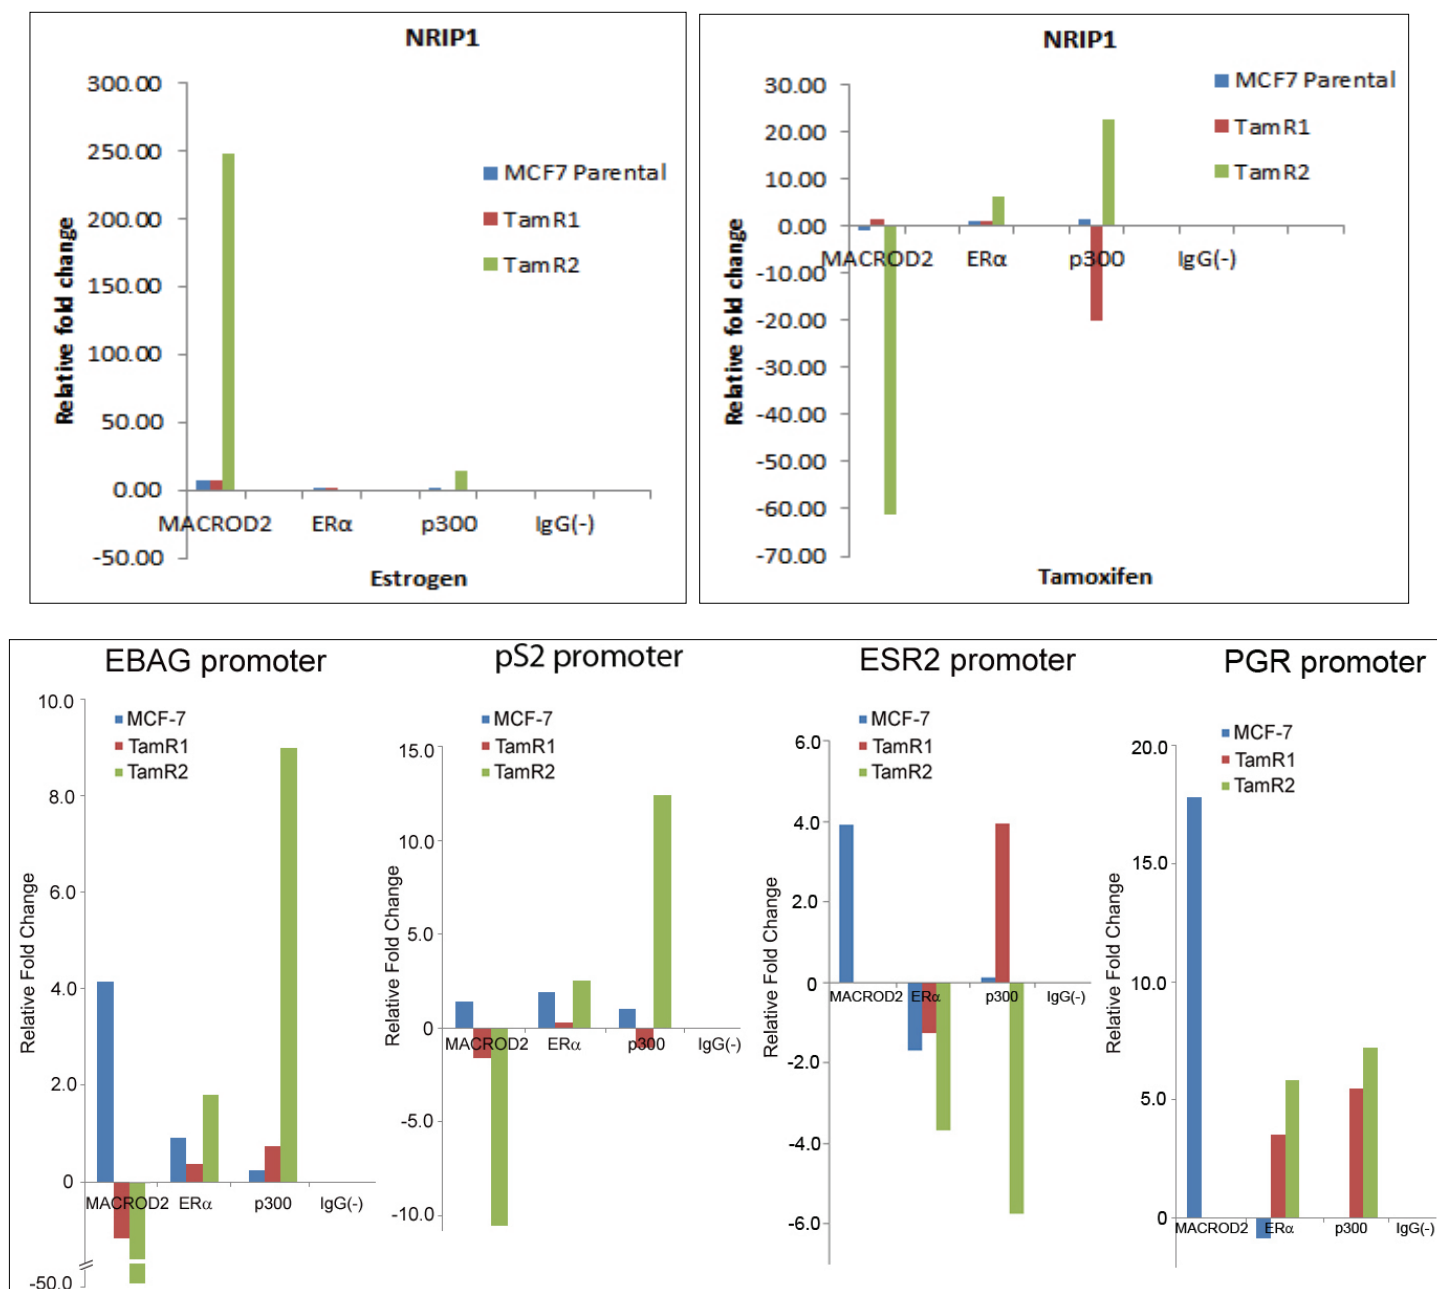 NRIP1
300.00
250.00
200.00
150.00
100.00
50.00
0.00
-50.00
Relative fold change
MCF7 Parental
TamR1
TamR2
MACROD2 ERα p300 IgG(-)
Estrogen
NRIP1
30.00
20.00
10.00
0.00
-10.00
-20.00
-30.00
-40.00
-50.00
-60.00
-70.00
Relative fold change
MCF7 Parental
TamR1
TamR2
MACROD2 ERα p300 IgG(-)
Tamoxifen
EBAG promoter
10.0
8.0
6.0
4.0
2.0
0
-50.0
Relative Fold Change
MCF-7
TamR1
TamR2
MACROD2 ERα p300 IgG(-)
pS2 promoter
15.0
10.0
5.0
0
-5.0
-10.0
Relative Fold Change
MCF-7
TamR1
TamR2
MACROD2 ERα p300 IgG(-)
ESR2 promoter
6.0
4.0
2.0
0
-2.0
-4.0
-6.0
Relative Fold Change
MCF-7
TamR1
TamR2
MACROD2 ERα p300 IgG(-)
PGR promoter
20.0
15.0
10.0
5.0
0
Relative Fold Change
MCF-7
TamR1
TamR2
MACROD2 ERα p300 IgG(-)